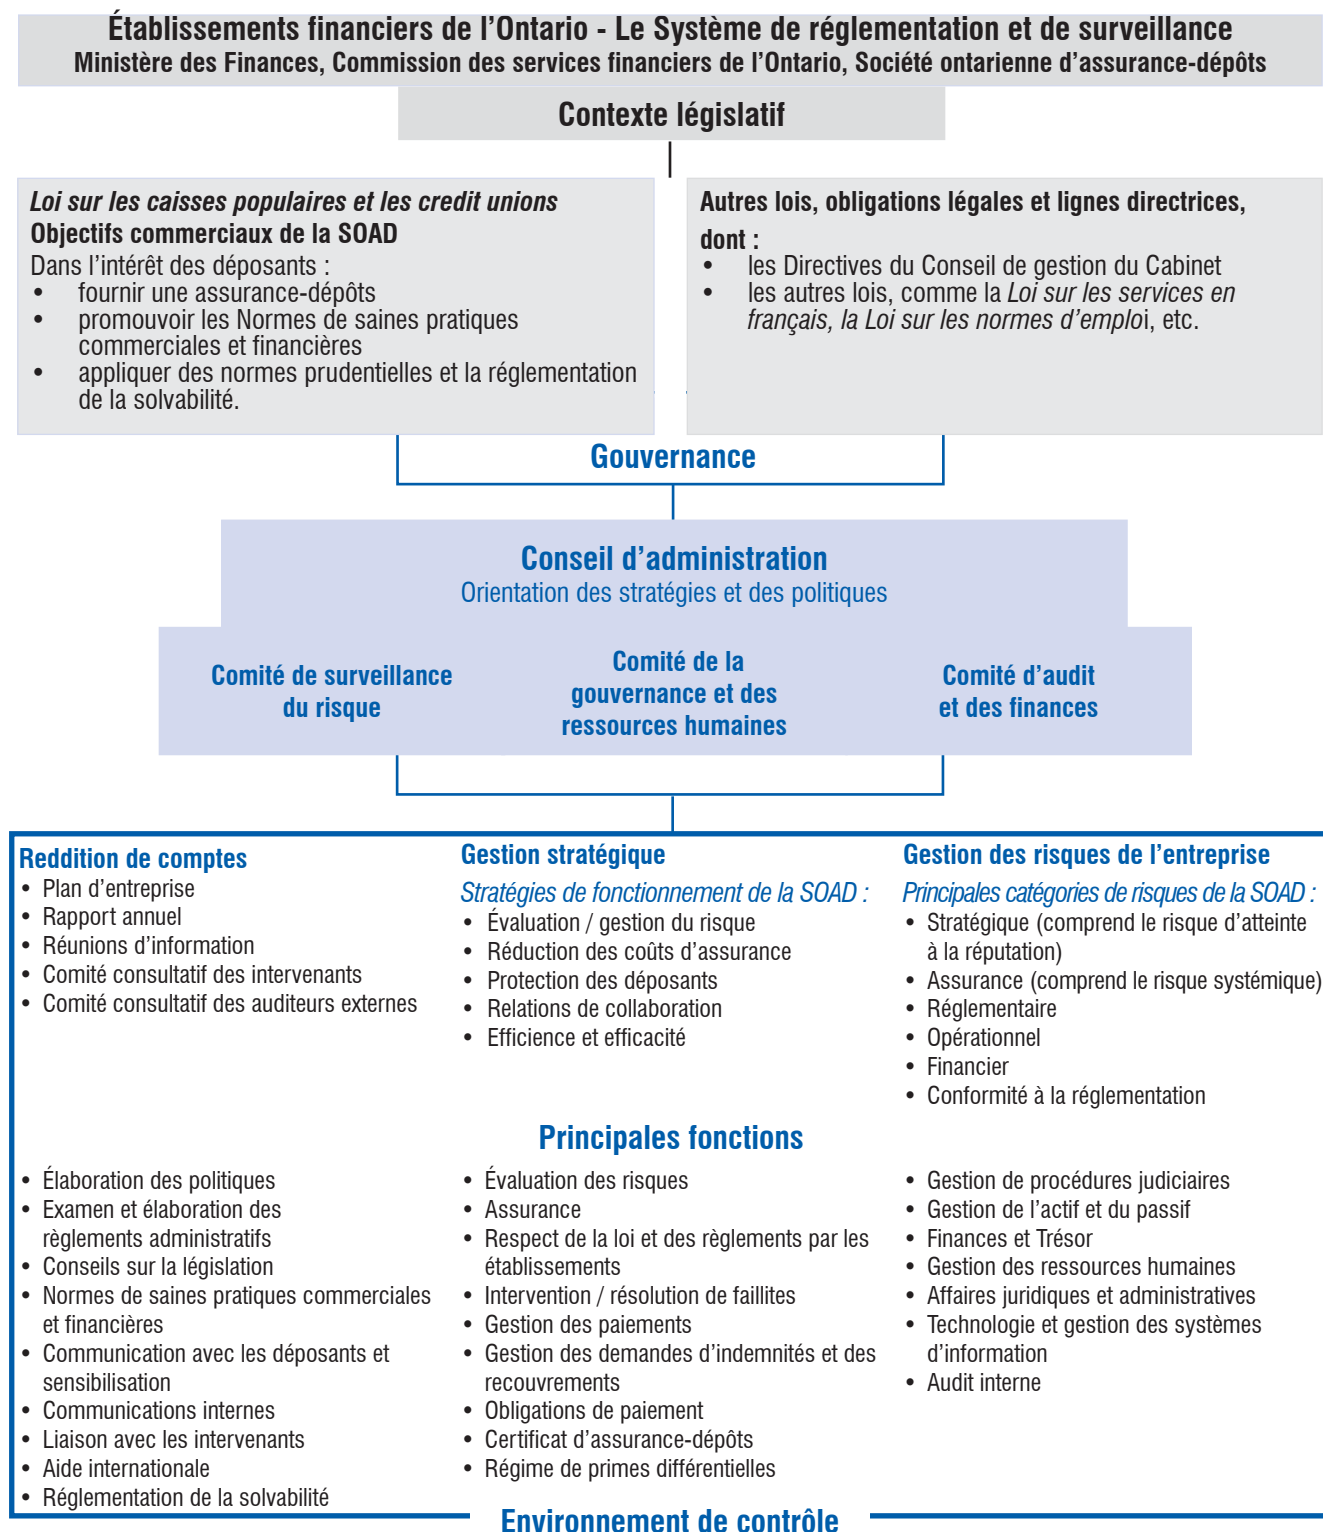 Établissements financiers de l’Ontario - Le Système de réglementation et de surveillance
Ministère des Finances, Commission des services financiers de l’Ontario, Société ontarienne d’assurance-dépôts
Contexte législatif
Loi sur les caisses populaires et les credit unions
Objectifs commerciaux de la SOAD
Dans l’intérêt des déposants :
• fournir une assurance-dépôts
• promouvoir les Normes de saines pratiques
commerciales et financières
• appliquer des normes prudentielles et la réglementation
de la solvabilité.
Autres lois, obligations légales et lignes directrices,
dont :
• les Directives du Conseil de gestion du Cabinet
• les autres lois, comme la Loi sur les services en
français, la Loi sur les normes d’emploi, etc.
Gouvernance
Conseil d’administration
Orientation des stratégies et des politiques
Comité de surveillance
du risque
Comité de la
gouvernance et des
ressources humaines
Comité d’audit
et des finances
Reddition de comptes
• Plan d’entreprise
• Rapport annuel
• Réunions d’information
• Comité consultatif des intervenants
• Comité consultatif des auditeurs externes
Gestion stratégique
Stratégies de fonctionnement de la SOAD :
• Évaluation / gestion du risque
• Réduction des coûts d’assurance
• Protection des déposants
• Relations de collaboration
• Efficience et efficacité
Gestion des risques de l’entreprise
Principales catégories de risques de la SOAD :
• Stratégique (comprend le risque d’atteinte
à la réputation)
• Assurance (comprend le risque systémique)
• Réglementaire
• Opérationnel
• Financier
• Conformité à la réglementation
Principales fonctions
• Élaboration des politiques
• Examen et élaboration des
règlements administratifs
• Conseils sur la législation
• Normes de saines pratiques commerciales
et financières
• Communication avec les déposants et
sensibilisation
• Communications internes
• Liaison avec les intervenants
• Aide internationale
• Réglementation de la solvabilité
• Évaluation des risques
• Assurance
• Respect de la loi et des règlements par les
établissements
• Intervention / résolution de faillites
• Gestion des paiements
• Gestion des demandes d’indemnités et des
recouvrements
• Obligations de paiement
• Certificat d’assurance-dépôts
• Régime de primes différentielles
• Gestion de procédures judiciaires
• Gestion de l’actif et du passif
• Finances et Trésor
• Gestion des ressources humaines
• Affaires juridiques et administratives
• Technologie et gestion des systèmes
d’information
• Audit interne
Environnement de contrôle